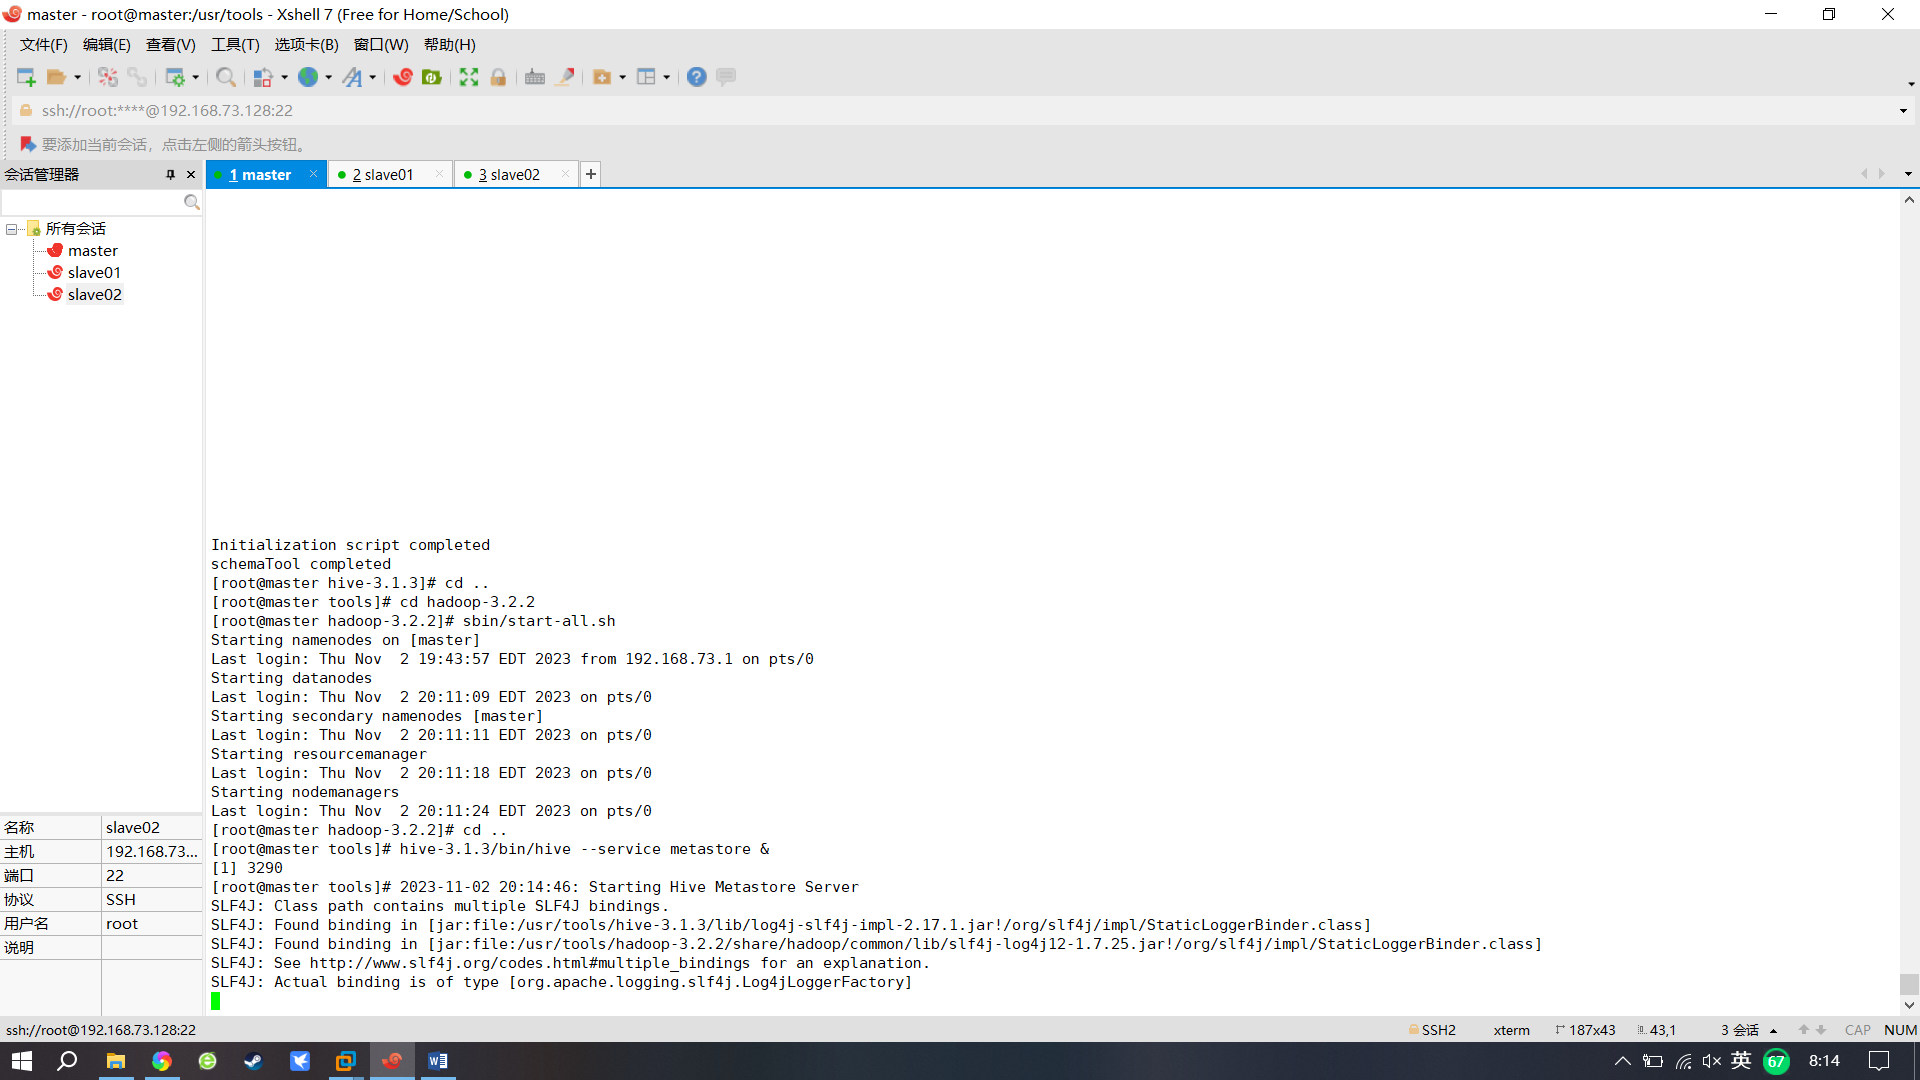 master - root@master:/usr/tools - Xshell 7 (Free for Home/School)
文件(F) 编辑(E) 查看(V) 工具(T) 选项卡(B) 窗口(W) 帮助(H)
ssh://root:****@192.168.73.128:22
要添加当前会话，点击左侧的箭头按钮。
会话管理器
1 master
2 slave01
3 slave02
所有会话
master
slave01
slave02
Initialization script completed
schemaTool completed
[root@master hive-3.1.3]# cd ..
[root@master tools]# cd hadoop-3.2.2
[root@master hadoop-3.2.2]# sbin/start-all.sh
Starting namenodes on [master]
Last login: Thu Nov  2 19:43:57 EDT 2023 from 192.168.73.1 on pts/0
Starting datanodes
Last login: Thu Nov  2 20:11:09 EDT 2023 on pts/0
Starting secondary namenodes [master]
Last login: Thu Nov  2 20:11:11 EDT 2023 on pts/0
Starting resourcemanager
Last login: Thu Nov  2 20:11:18 EDT 2023 on pts/0
Starting nodemanagers
Last login: Thu Nov  2 20:11:24 EDT 2023 on pts/0
[root@master hadoop-3.2.2]# cd ..
[root@master tools]# hive-3.1.3/bin/hive --service metastore &
[1] 3290
[root@master tools]# 2023-11-02 20:14:46: Starting Hive Metastore Server
SLF4J: Class path contains multiple SLF4J bindings.
SLF4J: Found binding in [jar:file:/usr/tools/hive-3.1.3/lib/log4j-slf4j-impl-2.17.1.jar!/org/slf4j/impl/StaticLoggerBinder.class]
SLF4J: Found binding in [jar:file:/usr/tools/hadoop-3.2.2/share/hadoop/common/lib/slf4j-log4j12-1.7.25.jar!/org/slf4j/impl/StaticLoggerBinder.class]
SLF4J: See http://www.slf4j.org/codes.html#multiple_bindings for an explanation.
SLF4J: Actual binding is of type [org.apache.logging.slf4j.Log4jLoggerFactory]
名称 slave02
主机 192.168.73...
端口 22
协议 SSH
用户名 root
说明
ssh://root@192.168.73.128:22
SSH2
xterm
187x43
43,1
3 会话
CAP
NUM
英
67
8:14